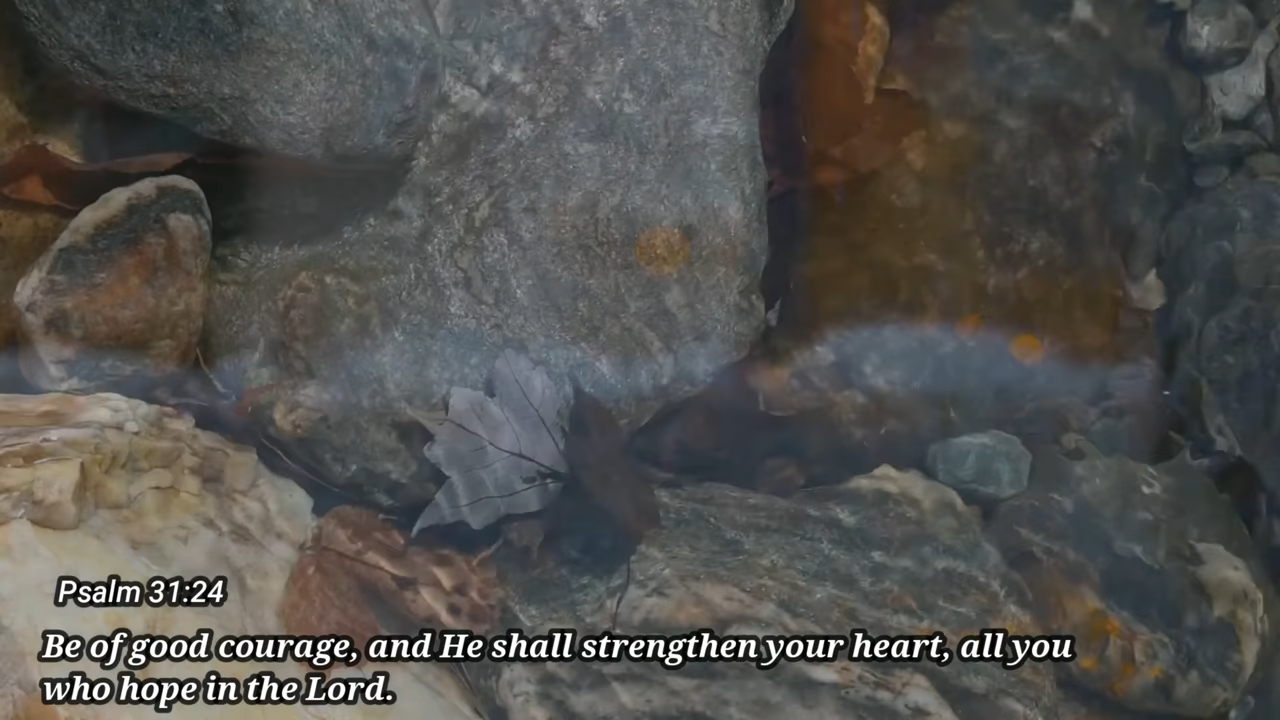 Psalm 31:24
Be of good courage, and He shall strengthen your heart, all you
who hope in the Lord.